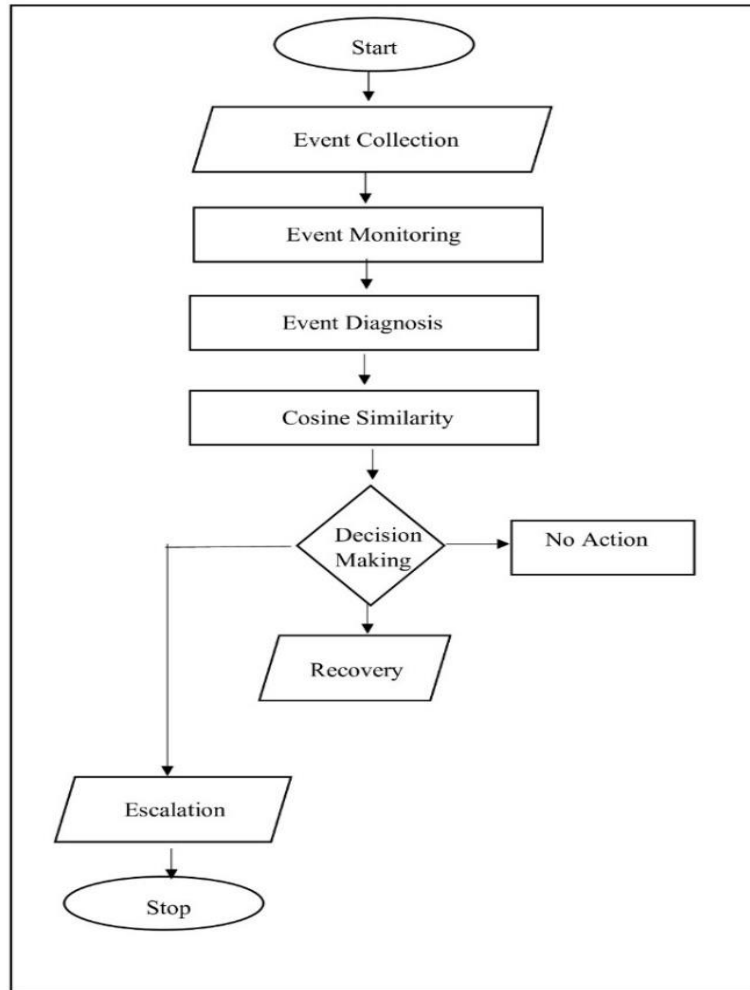 Start
Event Collection
Event Monitoring
Event Diagnosis
Cosine Similarity
Decision
Making
No Action
Recovery
Escalation
Stop